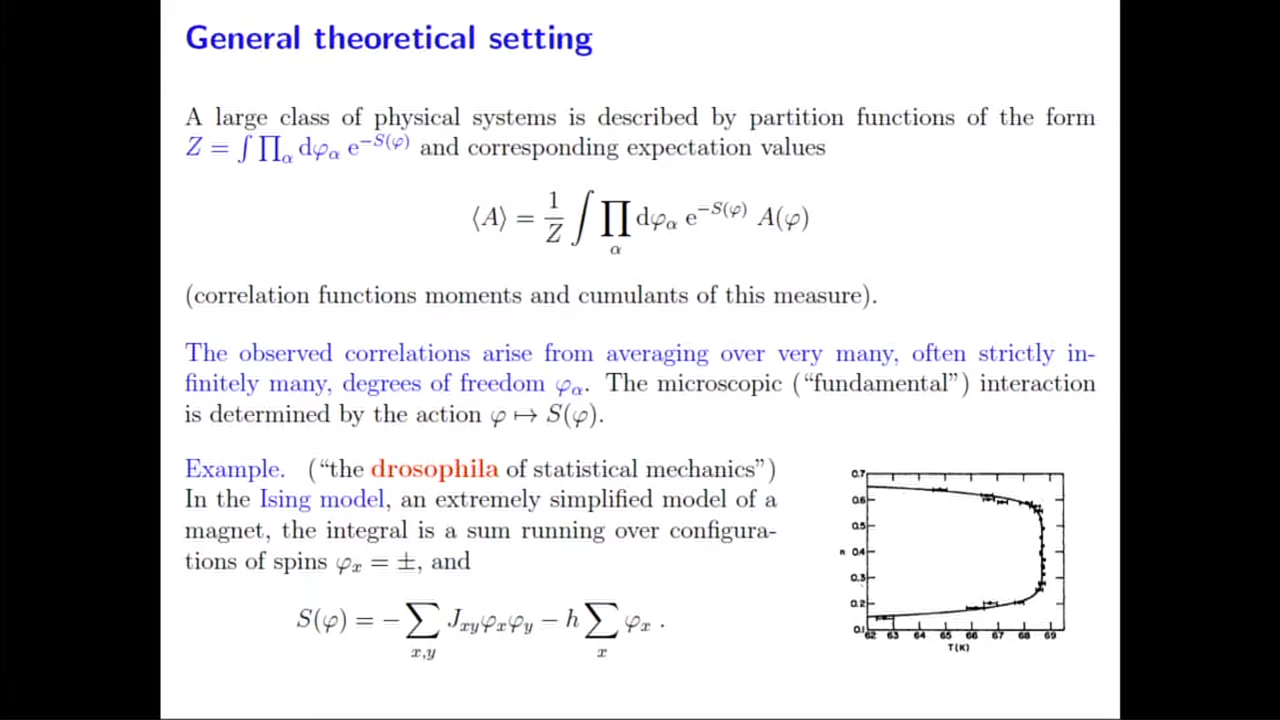 General theoretical setting
A large class of physical systems is described by partition functions of the form
Z = ∫ ∏_α dφ_α e^{−S(φ)} and corresponding expectation values
⟨A⟩ = 1/Z ∫ ∏_α dφ_α e^{−S(φ)} A(φ)
(correlation functions moments and cumulants of this measure).
The observed correlations arise from averaging over very many, often strictly in-
finitely many, degrees of freedom φ_α. The microscopic (“fundamental”) interaction
is determined by the action φ ↦ S(φ).
Example. (“the drosophila of statistical mechanics”)
In the Ising model, an extremely simplified model of a
magnet, the integral is a sum running over configura-
tions of spins φ_x = ±, and
S(φ) = − ∑_{x,y} J_{xy}φ_xφ_y − h ∑_x φ_x .
0.7
0.6
0.5
n 0.4
0.3
0.2
0.1
62 63 64 65 66 67 68 69
T(K)